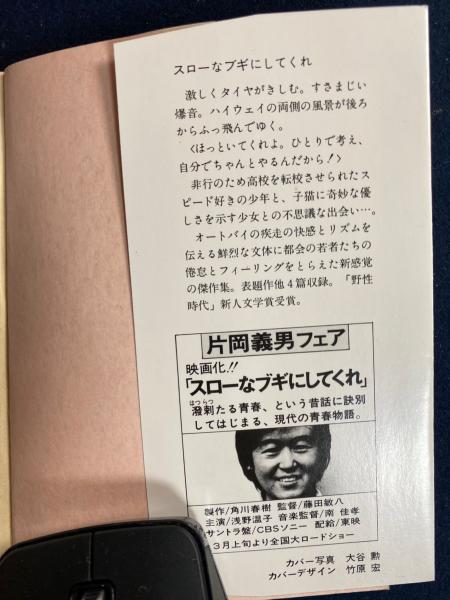 スローなブギにしてくれ
激しくタイヤがきしむ。すさまじい
爆音。ハイウェイの両側の風景が後ろ
からふっ飛んでゆく。
〈ほっといてくれよ。ひとりで考え、
自分でちゃんとやるんだから！〉
非行のため高校を転校させられたス
ピード好きの少年と、子猫に奇妙な優
しさを示す少女との不思議な出会い…。
オートバイの疾走の快感とリズムを
伝える鮮烈な文体に都会の若者たちの
倦怠とフィーリングをとらえた新感覚
の傑作集。表題作他4篇収録。「野性
時代」新人文学賞受賞。
片岡義男フェア
映画化!!
「スローなブギにしてくれ」
はつらつ
溌剌たる青春、という昔話に訣別
してはじまる、現代の青春物語。
製作/角川春樹 監督/藤田敏八
主演/浅野温子 音楽監督/南 佳孝
サントラ盤/CBSソニー 配給/東映
3月上旬より全国大ロードショー
カバー写真 大谷 勲
カバーデザイン 竹原 宏